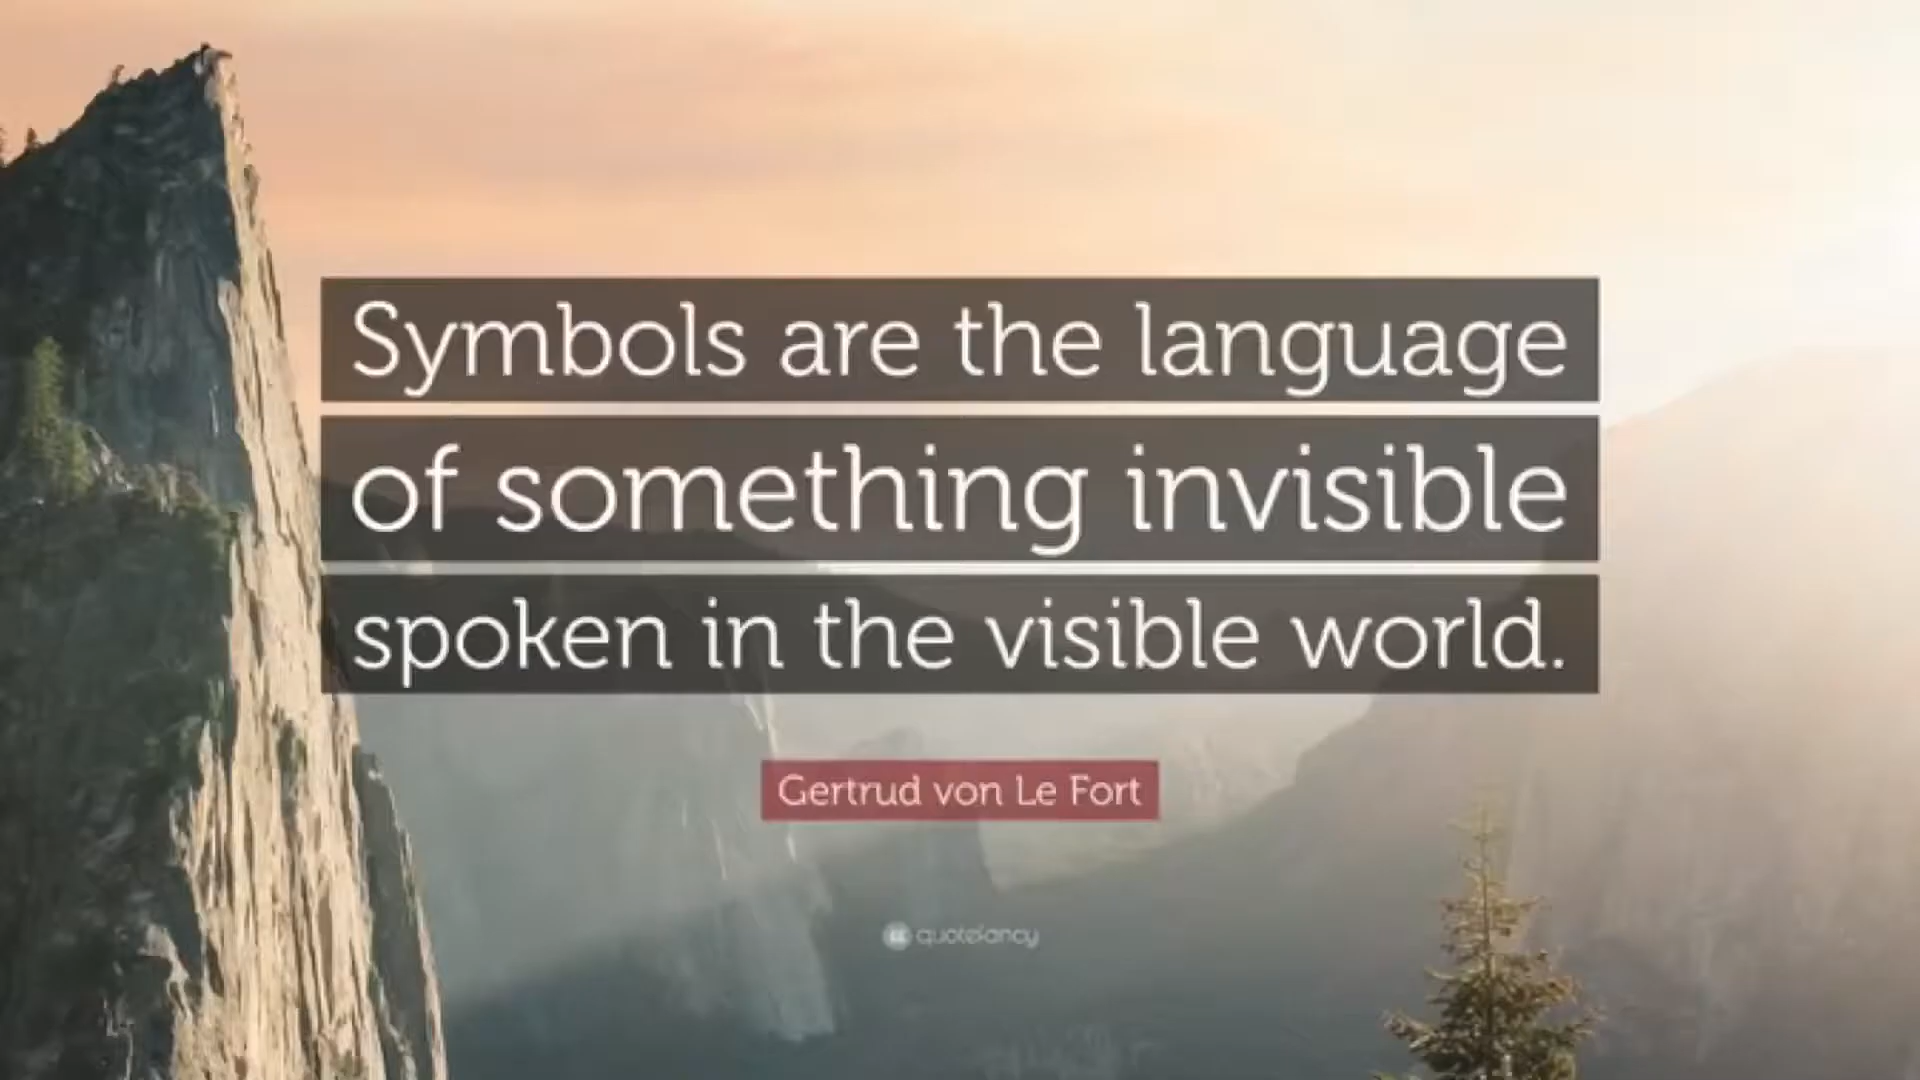 Symbols are the language
of something invisible
spoken in the visible world.
Gertrud von Le Fort
quotefancy